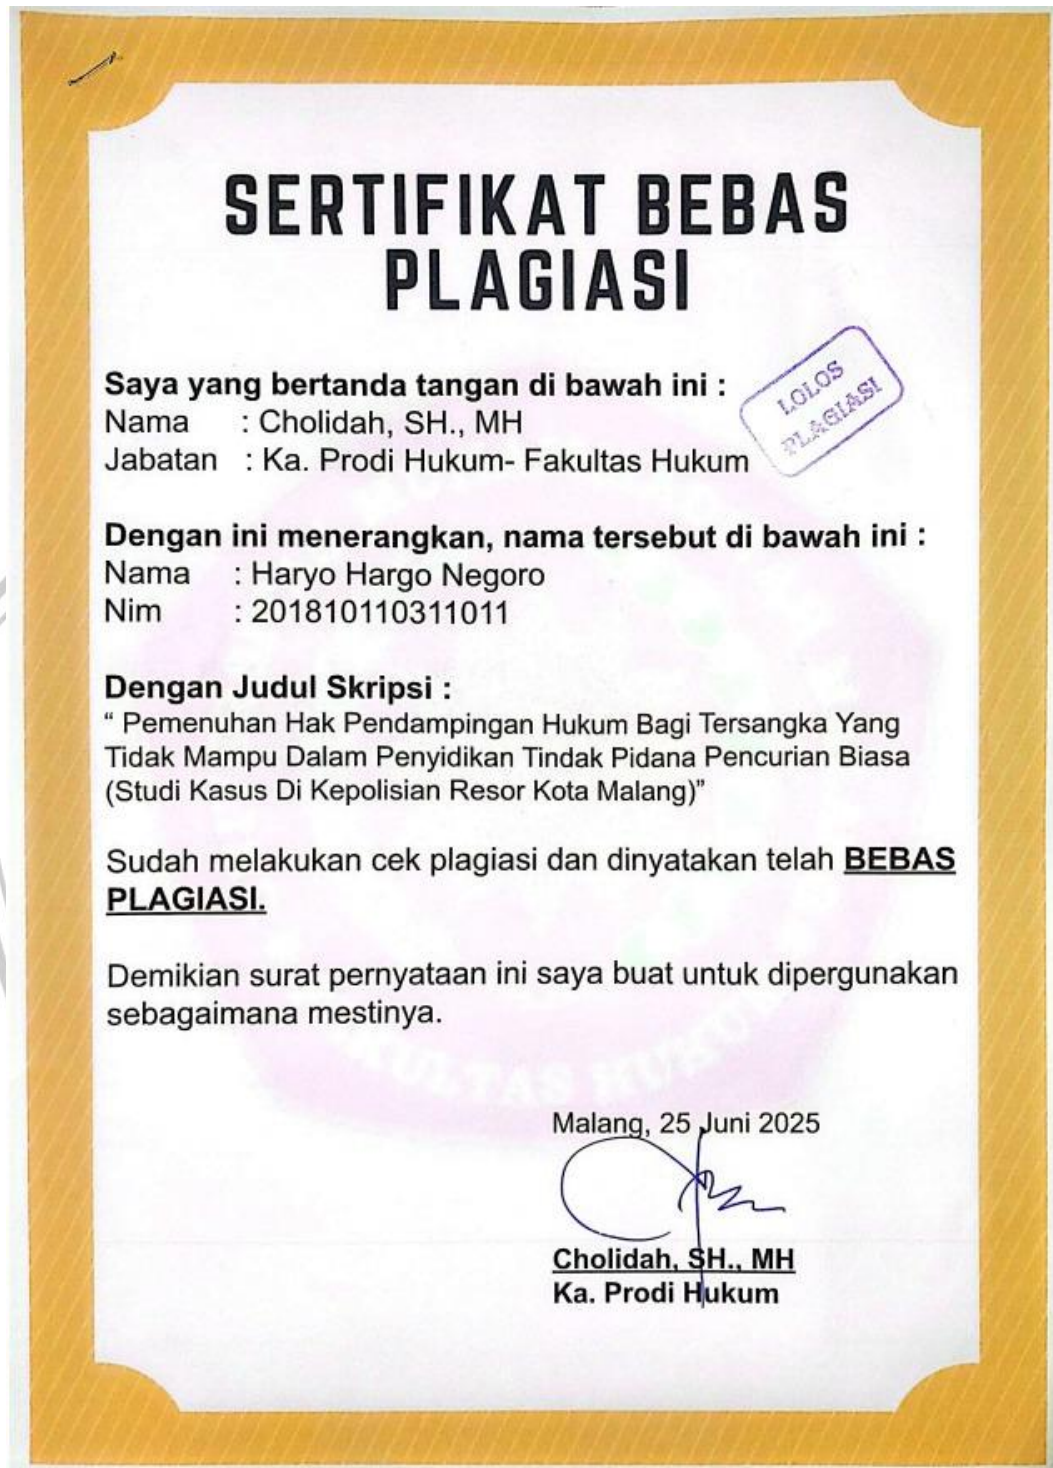 SERTIFIKAT BEBAS
PLAGIASI
LOLOS
PLAGIASI
Saya yang bertanda tangan di bawah ini :
Nama : Cholidah, SH., MH
Jabatan : Ka. Prodi Hukum- Fakultas Hukum
Dengan ini menerangkan, nama tersebut di bawah ini :
Nama : Haryo Hargo Negoro
Nim : 201810110311011
Dengan Judul Skripsi :
“ Pemenuhan Hak Pendampingan Hukum Bagi Tersangka Yang
Tidak Mampu Dalam Penyidikan Tindak Pidana Pencurian Biasa
(Studi Kasus Di Kepolisian Resor Kota Malang)”
Sudah melakukan cek plagiasi dan dinyatakan telah BEBAS
PLAGIASI.
Demikian surat pernyataan ini saya buat untuk dipergunakan
sebagaimana mestinya.
Malang, 25 Juni 2025
Cholidah, SH., MH
Ka. Prodi Hukum